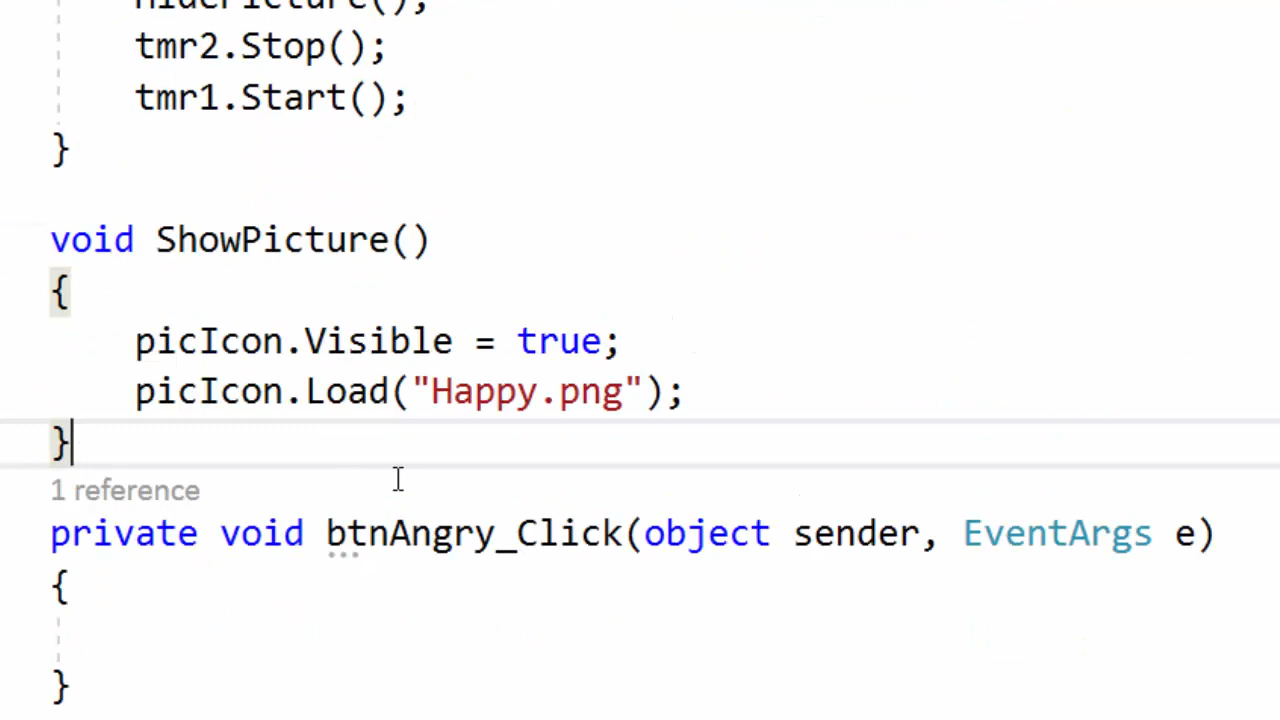 HidePicture();
tmr2.Stop();
tmr1.Start();
}
void ShowPicture()
{
picIcon.Visible = true;
picIcon.Load("Happy.png");
}
1 reference
private void btnAngry_Click(object sender, EventArgs e)
{
}